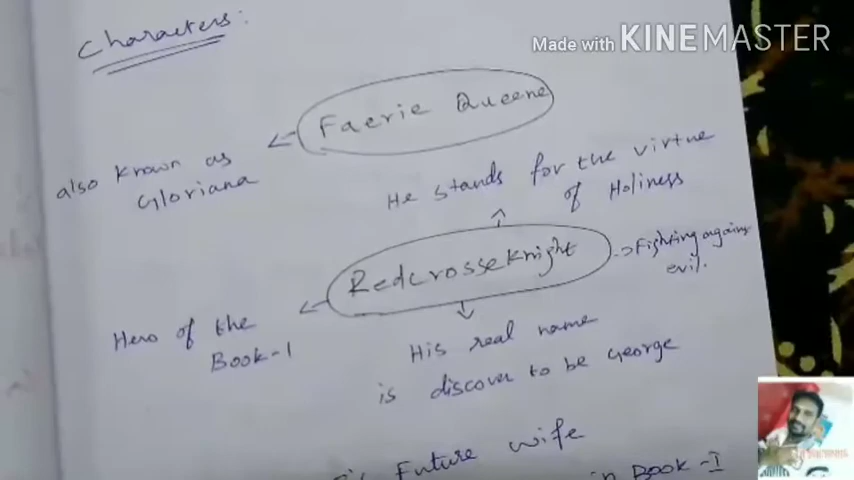 Characters:
Made with KINEMASTER
Faerie Queene
also known as
Gloriana
He stands for the virtue
of Holiness
Redcrosse Knight
Fighting against
evil.
Hero of the
Book-1
His real name
is discover to be George
Future wife
in Book-I